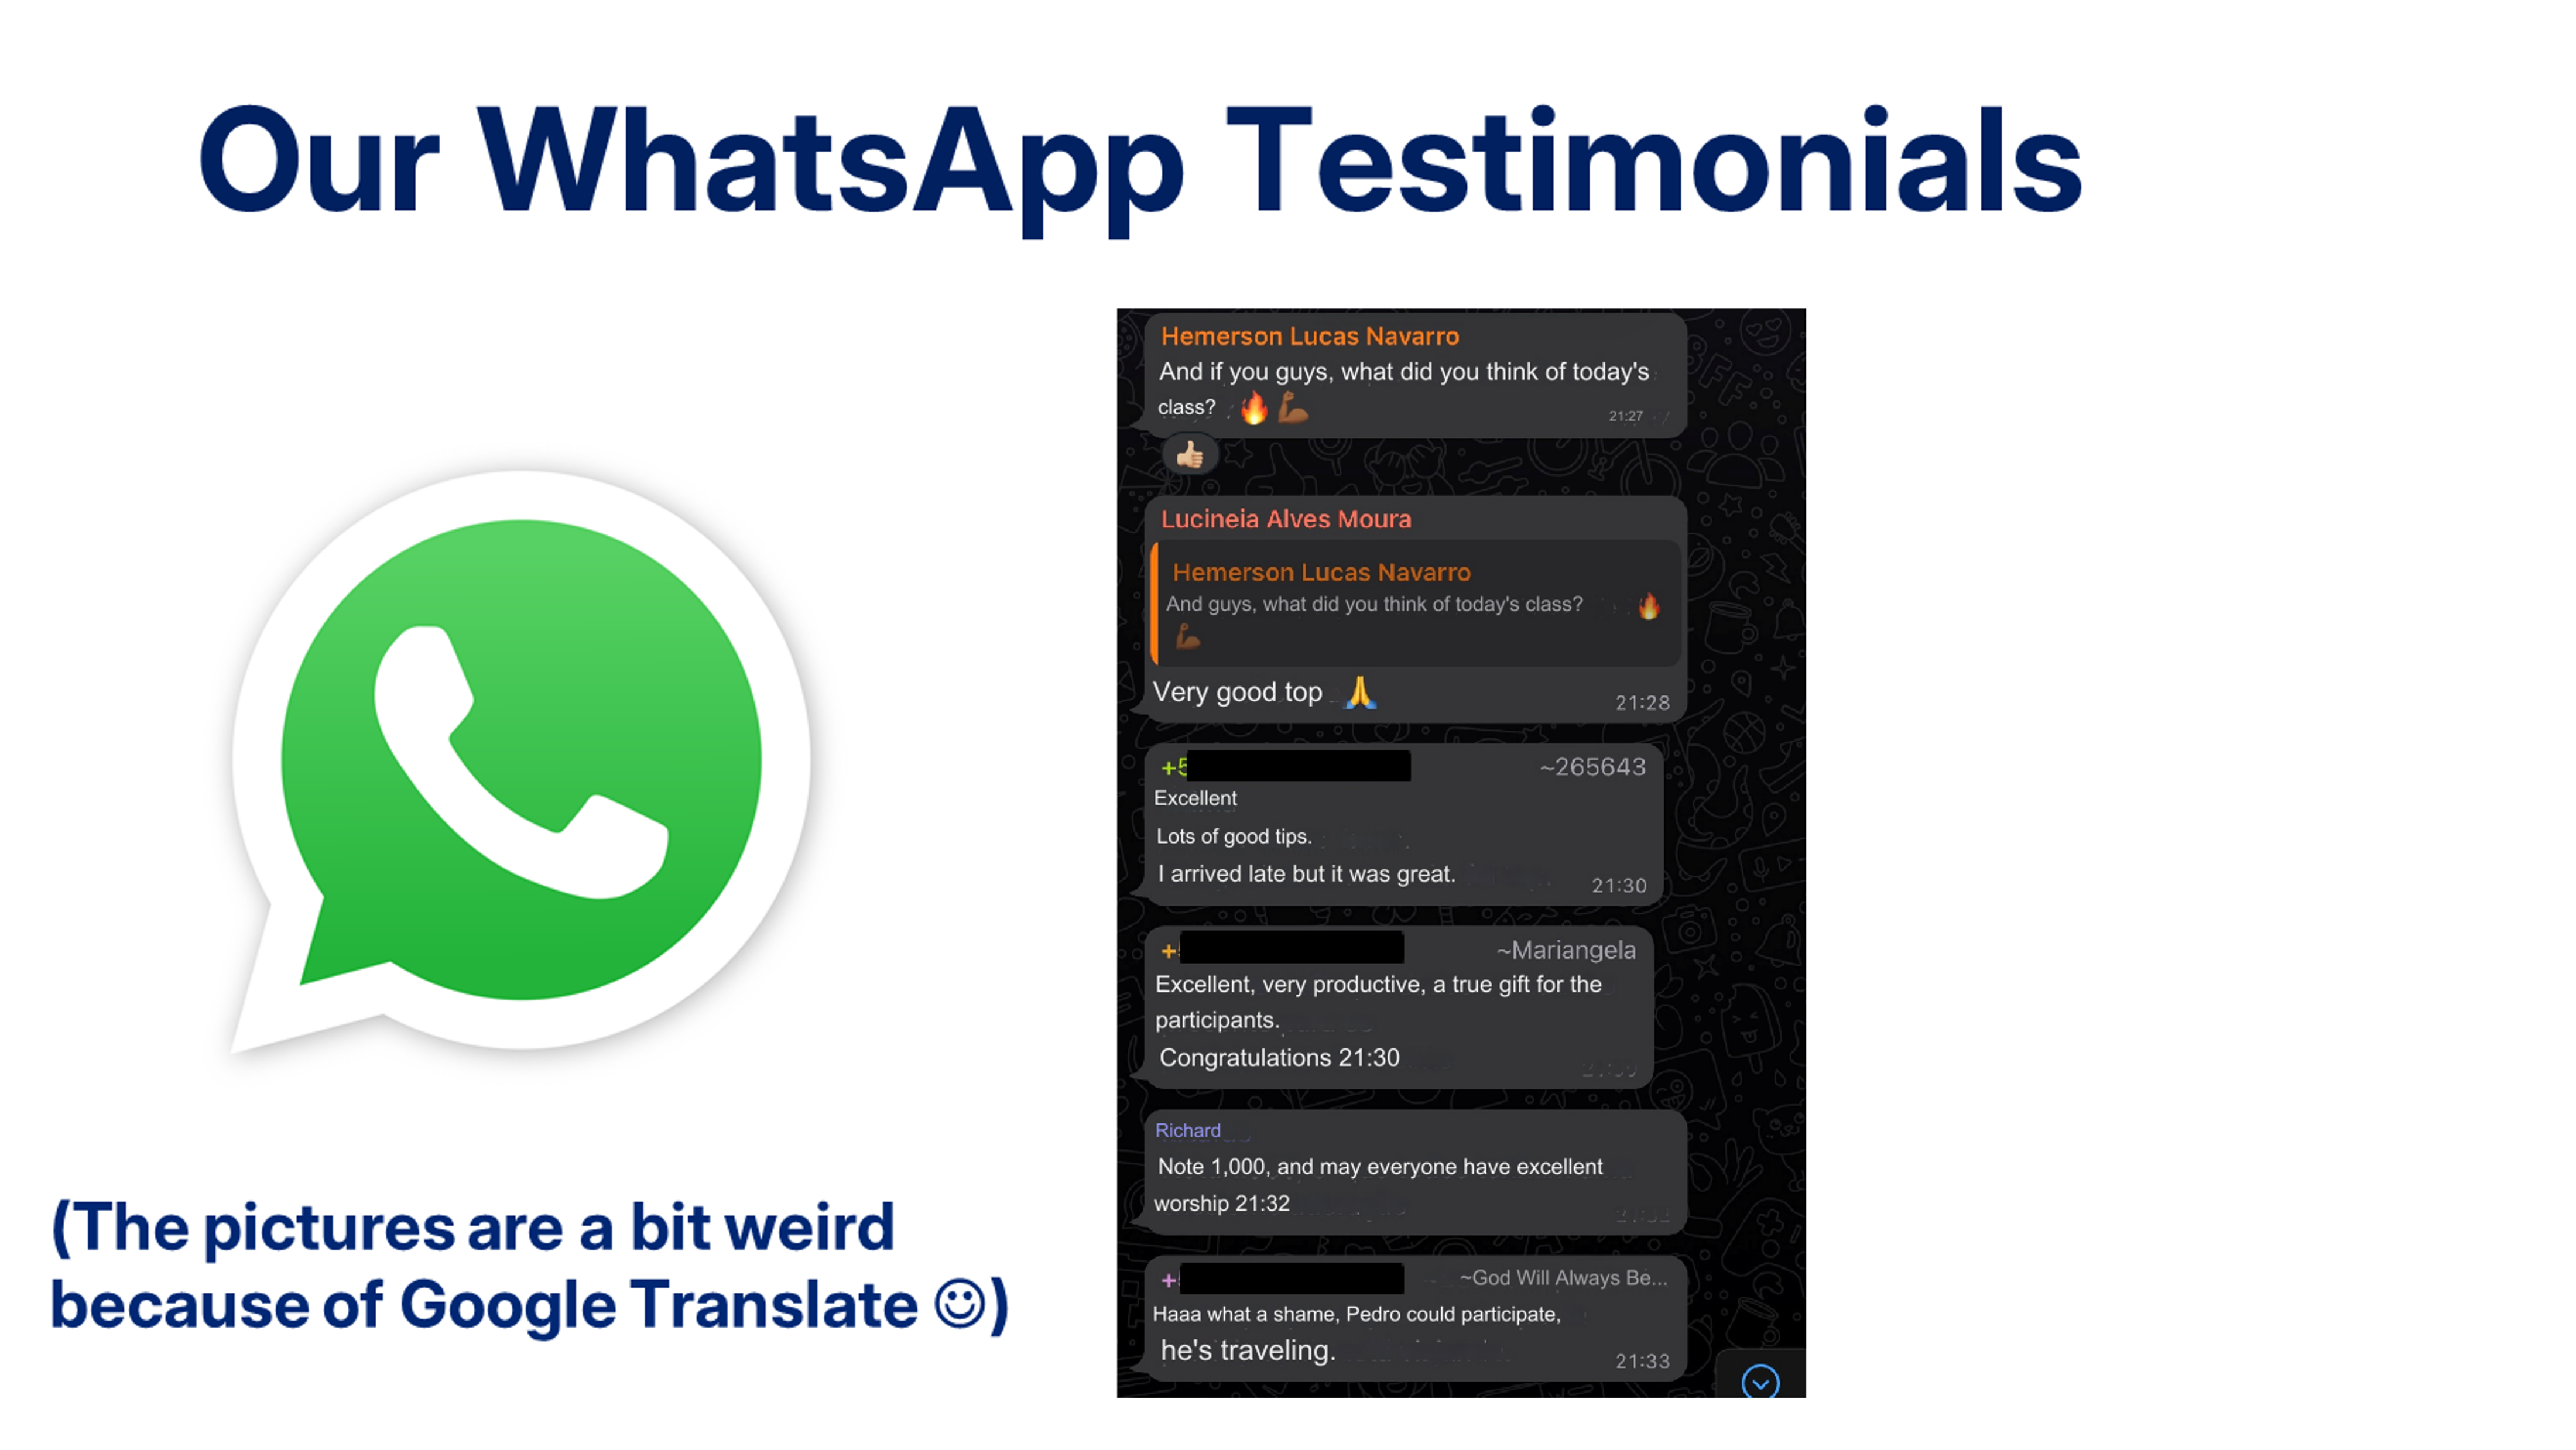 Our WhatsApp Testimonials
Hemerson Lucas Navarro
And if you guys, what did you think of today's
class? 🔥 💪🏾
21:27
👍🏼
Lucineia Alves Moura
Hemerson Lucas Navarro
And guys, what did you think of today's class? 🔥
💪🏾
Very good top 🙏
21:28
+5
~265643
Excellent
Lots of good tips.
I arrived late but it was great.
21:30
+
~Mariangela
Excellent, very productive, a true gift for the
participants.
Congratulations 21:30
Richard
Note 1,000, and may everyone have excellent
worship 21:32
+
~God Will Always Be...
Haaa what a shame, Pedro could participate,
he's traveling.
21:33
(The pictures are a bit weird
because of Google Translate ☺)